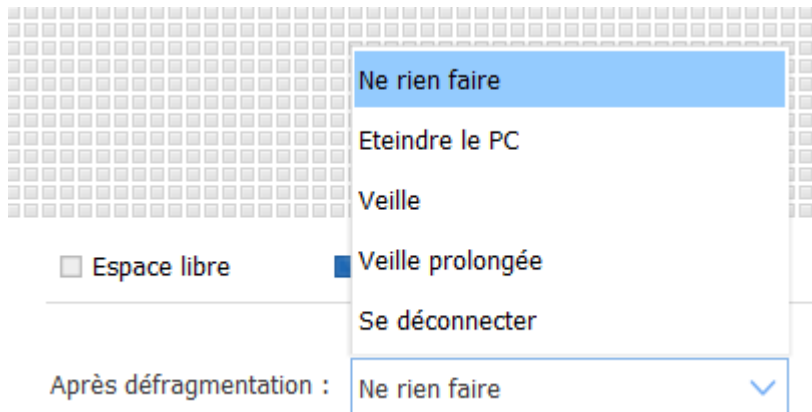 Ne rien faire
Eteindre le PC
Veille
Espace libre
Veille prolongée
Se déconnecter
Après défragmentation :
Ne rien faire